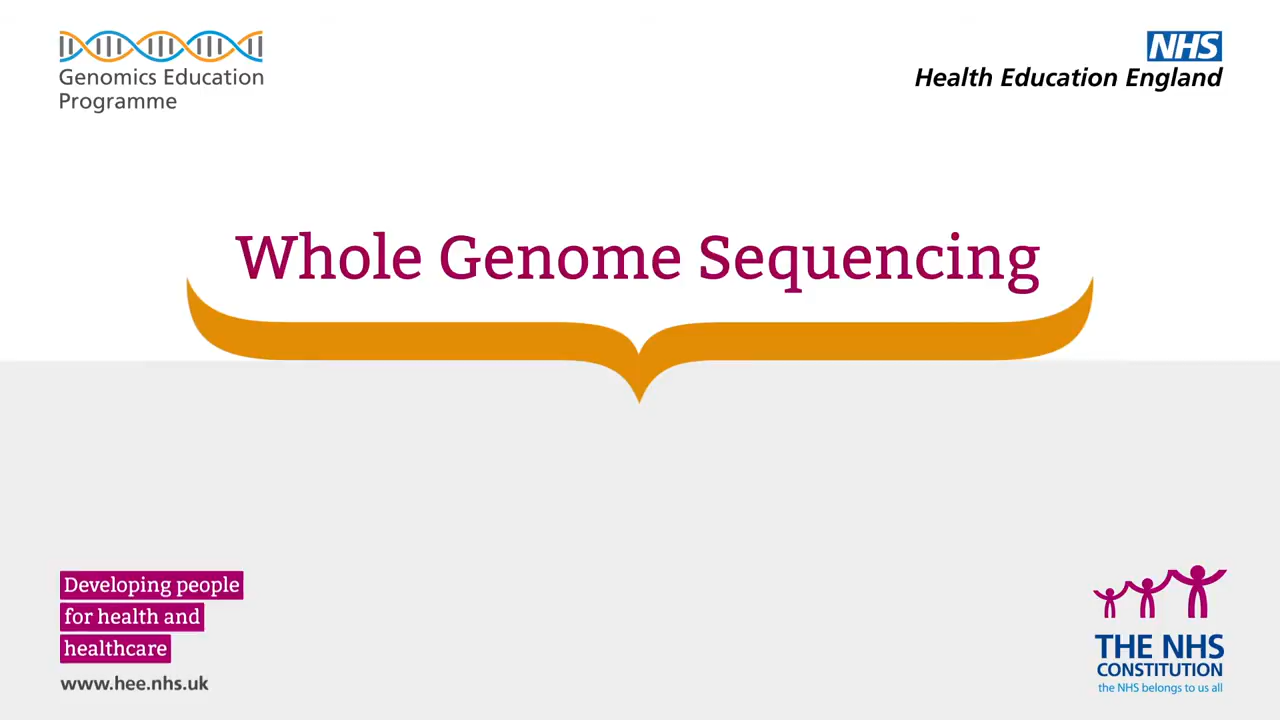 Genomics Education
Programme
NHS
Health Education England
Whole Genome Sequencing
Developing people
for health and
healthcare
www.hee.nhs.uk
THE NHS
CONSTITUTION
the NHS belongs to us all